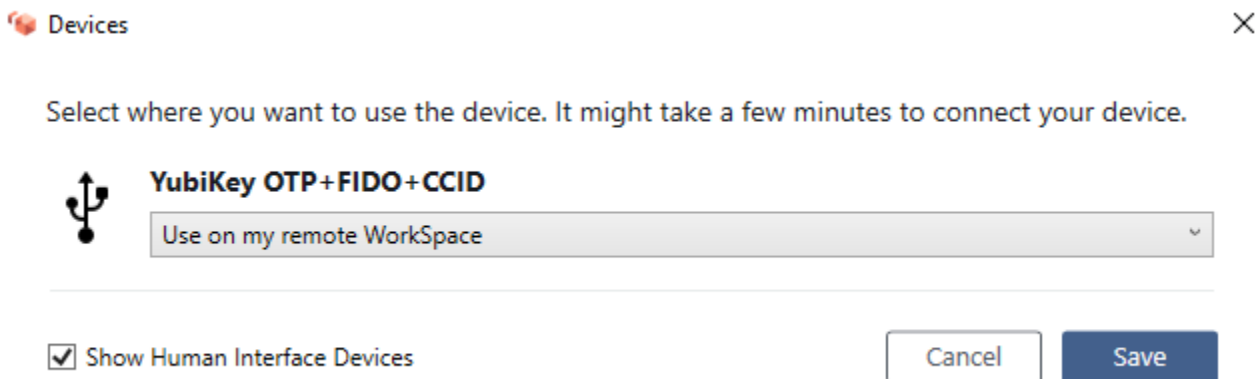 Devices
Select where you want to use the device. It might take a few minutes to connect your device.
YubiKey OTP+FIDO+CCID
Use on my remote WorkSpace
Show Human Interface Devices
Cancel
Save